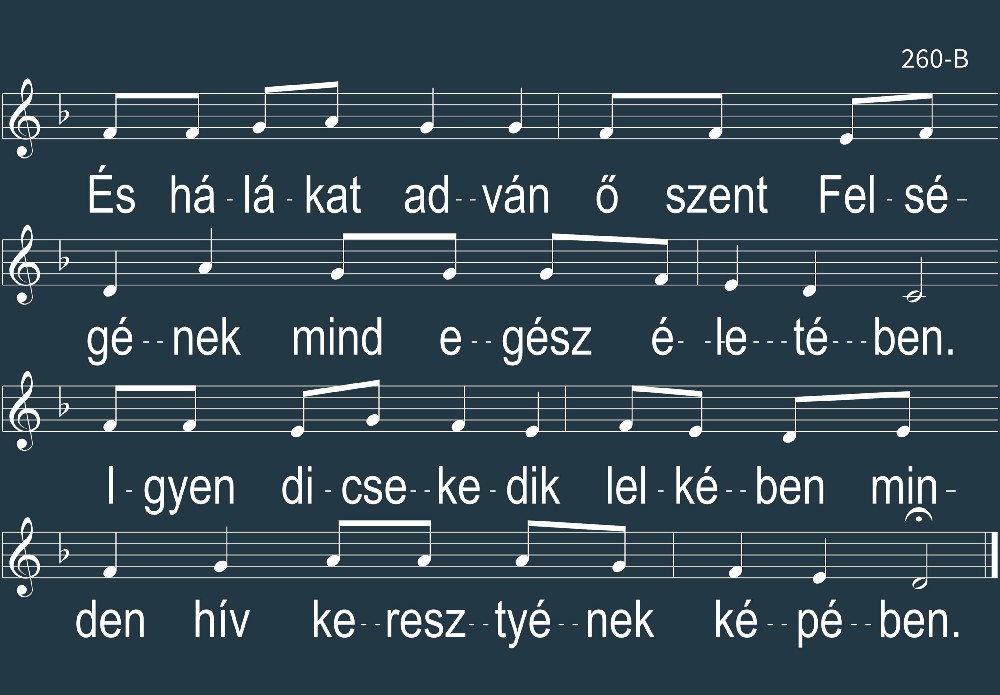 260-B
És há - lá - kat ad - - ván ő szent Fel - sé -
gé - - nek mind e - - gész é - - le - - - té - - - ben.
I - gyen di - cse - - ke - dik lel - ké - - ben min -
den hív ke - - resz - - tyé - - nek ké - - pé - - ben.